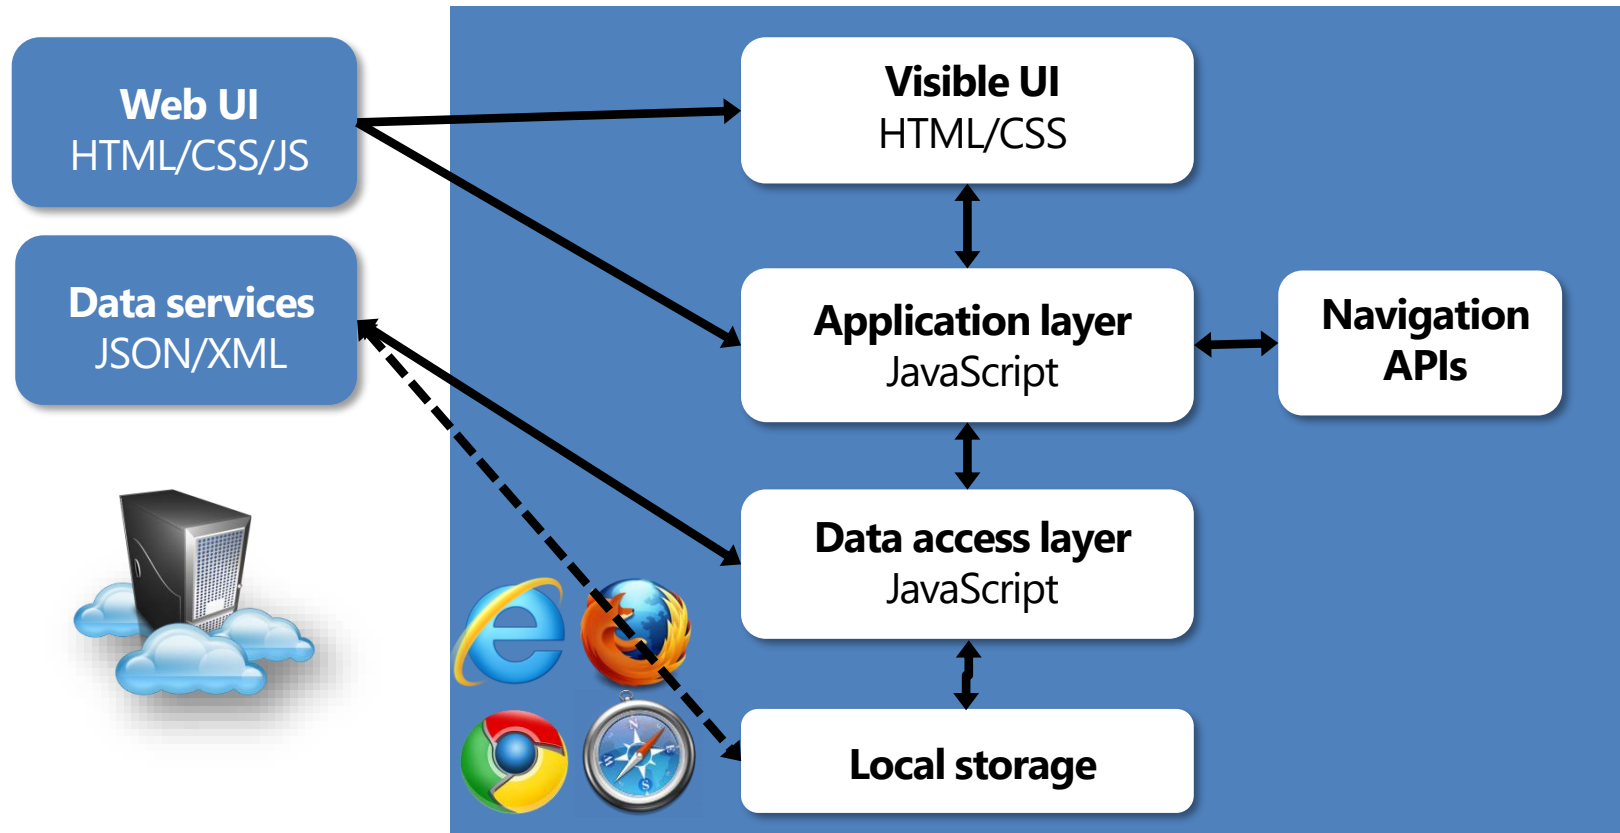 Web UI
HTML/CSS/JS
Data services
JSON/XML
Visible UI
HTML/CSS
Application layer
JavaScript
Navigation
APIs
Data access layer
JavaScript
Local storage
N
E
S
W